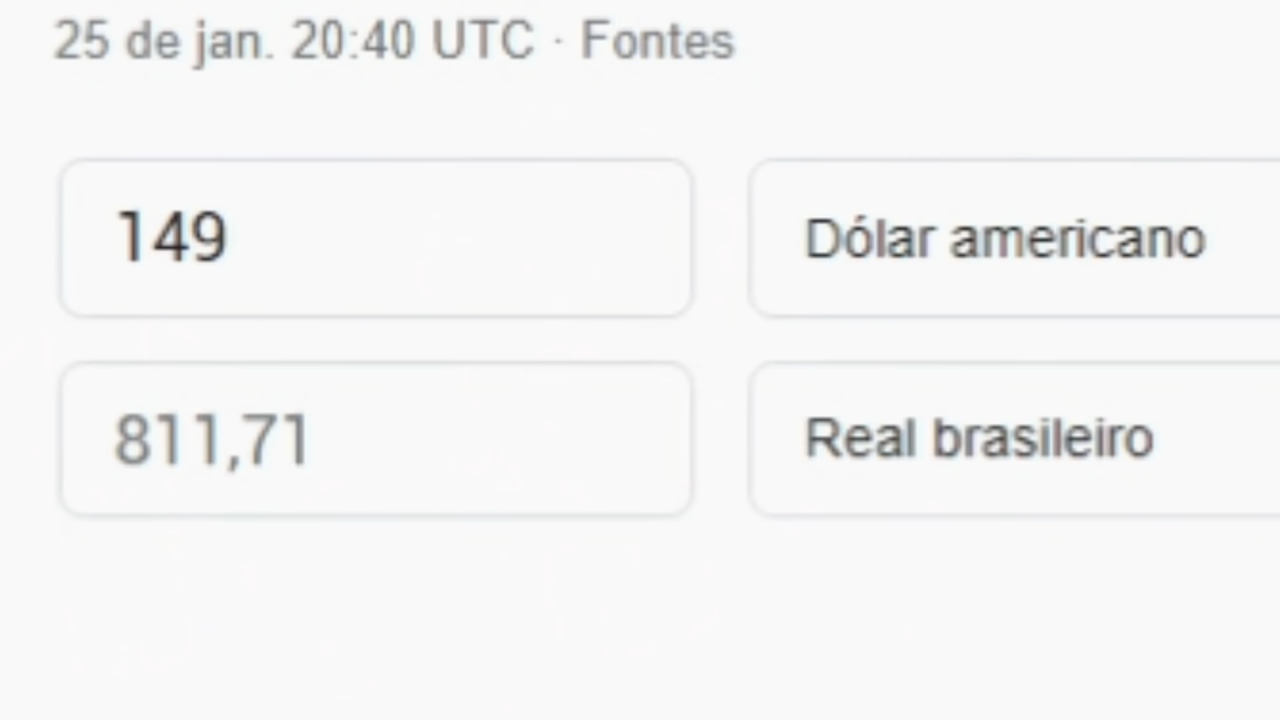 25 de jan. 20:40 UTC · Fontes
149
Dólar americano
811,71
Real brasileiro